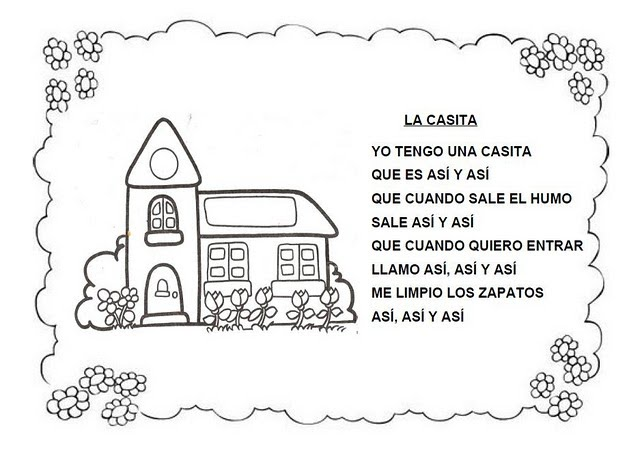 LA CASITA
YO TENGO UNA CASITA
QUE ES ASÍ Y ASÍ
QUE CUANDO SALE EL HUMO
SALE ASÍ Y ASÍ
QUE CUANDO QUIERO ENTRAR
LLAMO ASÍ, ASÍ Y ASÍ
ME LIMPIO LOS ZAPATOS
ASÍ, ASÍ Y ASÍ